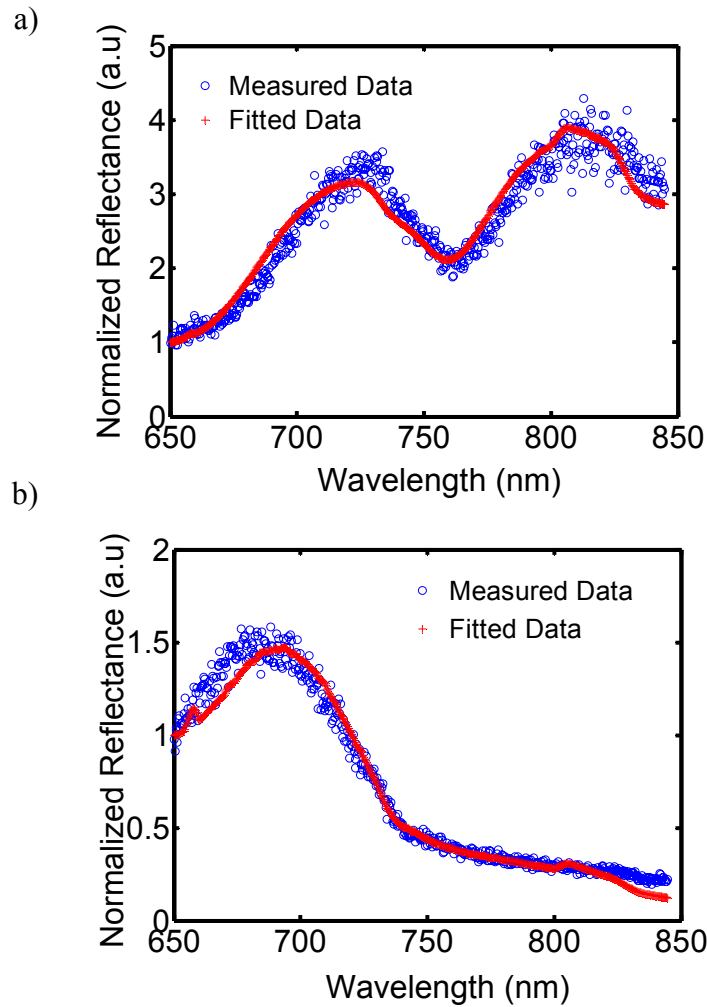 a)
Normalized Reflectance (a.u)
5
4
3
2
1
0
Measured Data
Fitted Data
650 700 750 800 850
Wavelength (nm)
b)
Normalized Reflectance (a.u)
2
1.5
1
0.5
0
Measured Data
Fitted Data
650 700 750 800 850
Wavelength (nm)